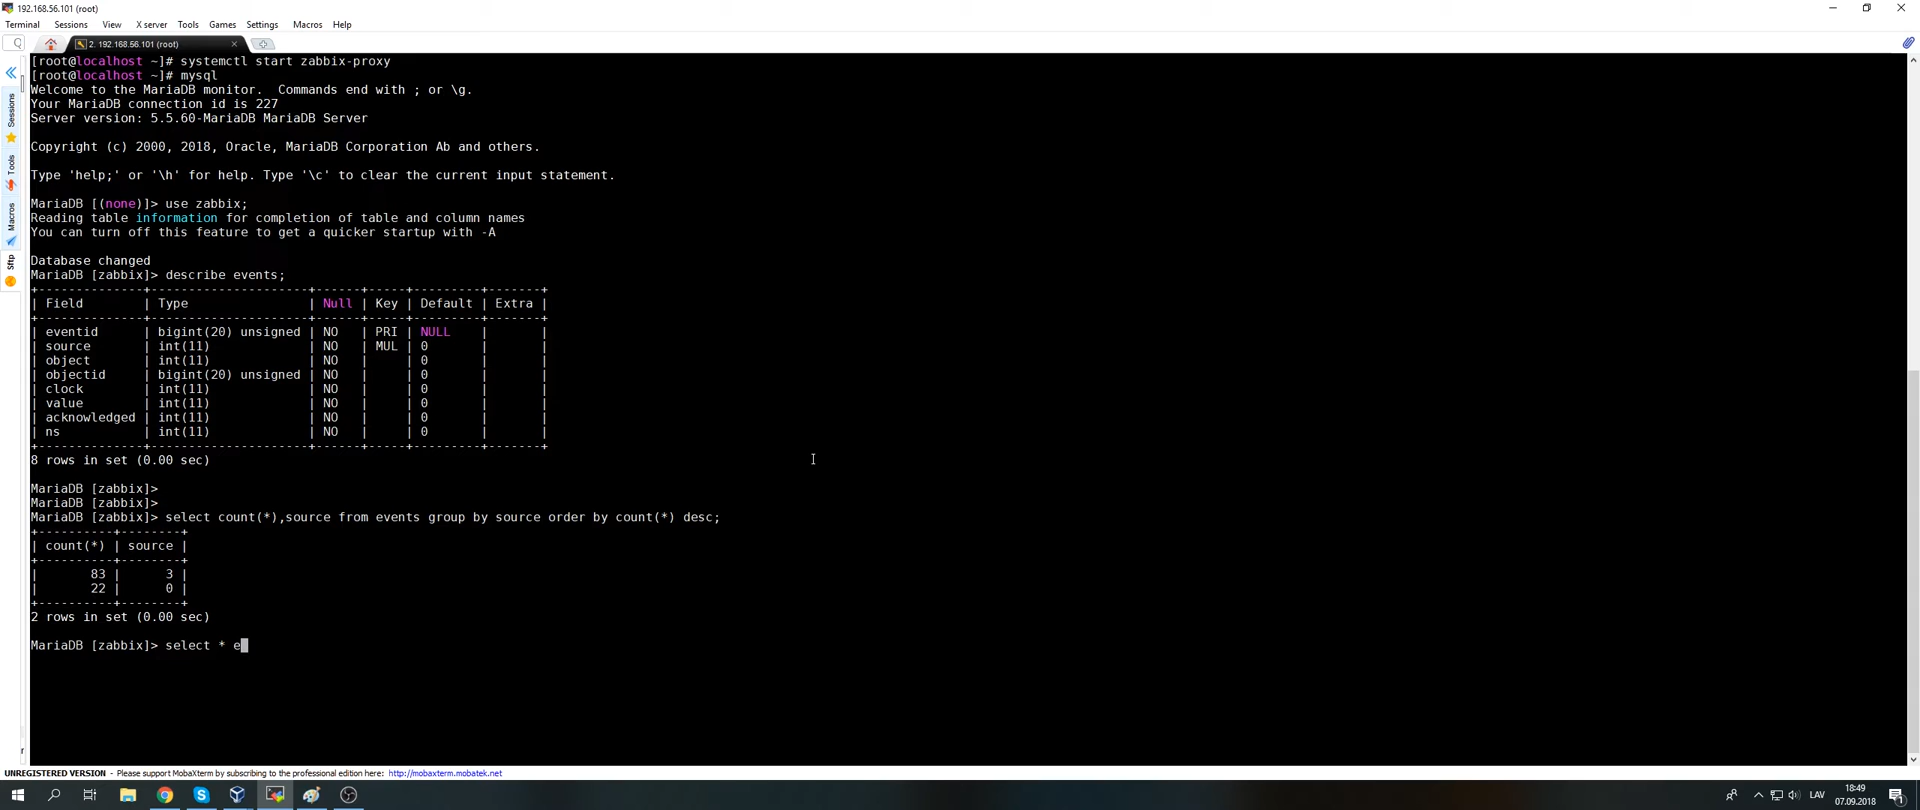 192.168.56.101 (root)
Terminal Sessions View X server Tools Games Settings Macros Help
2. 192.168.56.101 (root)
[root@localhost ~]# systemctl start zabbix-proxy
[root@localhost ~]# mysql
Welcome to the MariaDB monitor.  Commands end with ; or \g.
Your MariaDB connection id is 227
Server version: 5.5.60-MariaDB MariaDB Server
Copyright (c) 2000, 2018, Oracle, MariaDB Corporation Ab and others.
Type 'help;' or '\h' for help. Type '\c' to clear the current input statement.
MariaDB [(none)]> use zabbix;
Reading table information for completion of table and column names
You can turn off this feature to get a quicker startup with -A
Database changed
MariaDB [zabbix]> describe events;
+--------------+---------------------+------+-----+---------+-------+
| Field        | Type                | Null | Key | Default | Extra |
+--------------+---------------------+------+-----+---------+-------+
| eventid      | bigint(20) unsigned | NO   | PRI | NULL    |       |
| source       | int(11)             | NO   | MUL | 0       |       |
| object       | int(11)             | NO   |     | 0       |       |
| objectid     | bigint(20) unsigned | NO   |     | 0       |       |
| clock        | int(11)             | NO   |     | 0       |       |
| value        | int(11)             | NO   |     | 0       |       |
| acknowledged | int(11)             | NO   |     | 0       |       |
| ns           | int(11)             | NO   |     | 0       |       |
+--------------+---------------------+------+-----+---------+-------+
8 rows in set (0.00 sec)
MariaDB [zabbix]>
MariaDB [zabbix]>
MariaDB [zabbix]> select count(*),source from events group by source order by count(*) desc;
+----------+--------+
| count(*) | source |
+----------+--------+
|       83 |      3 |
|       22 |      0 |
+----------+--------+
2 rows in set (0.00 sec)
MariaDB [zabbix]> select * e
Sessions
Tools
Macros
Sftp
UNREGISTERED VERSION - Please support MobaXterm by subscribing to the professional edition here: http://mobaxterm.mobatek.net
LAV
18:49
07.09.2018